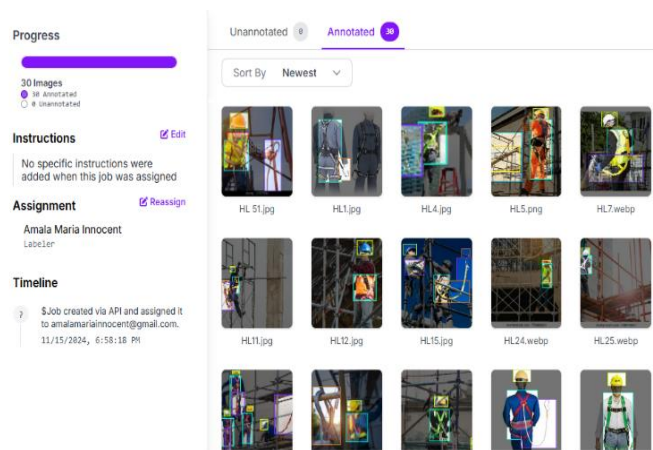 Progress
30 Images
30 Annotated
0 Unannotated
Instructions
Edit
No specific instructions were
added when this job was assigned
Assignment
Reassign
Amala Maria Innocent
Labeler
Timeline
?
$Job created via API and assigned it
to amalamariainnocent@gmail.com.
11/15/2024, 6:58:18 PM
Unannotated 0
Annotated 30
Sort By Newest
HL 51.jpg
HL1.jpg
HL4.jpg
HL5.png
HL7.webp
HL11.jpg
HL12.jpg
HL15.jpg
HL24.webp
HL25.webp